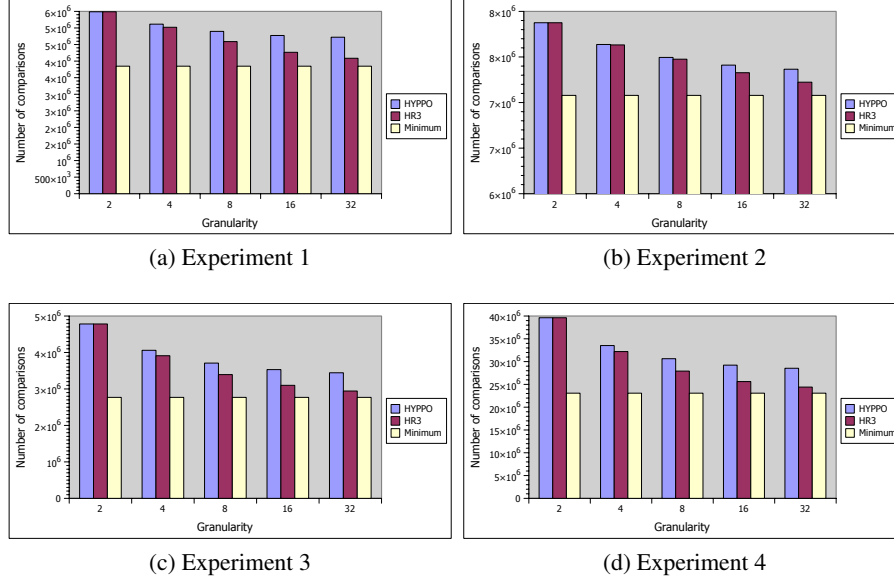 Number of comparisons
6×10⁶
5×10⁶
5×10⁶
4×10⁶
4×10⁶
3×10⁶
3×10⁶
2×10⁶
2×10⁶
10⁶
500×10³
0
2 4 8 16 32
Granularity
HYPPO
HR3
Minimum
(a) Experiment 1
Number of comparisons
8×10⁶
8×10⁶
7×10⁶
7×10⁶
6×10⁶
2 4 8 16 32
Granularity
HYPPO
HR3
Minimum
(b) Experiment 2
Number of comparisons
5×10⁶
4×10⁶
3×10⁶
2×10⁶
10⁶
0
2 4 8 16 32
Granularity
HYPPO
HR3
Minimum
(c) Experiment 3
Number of comparisons
40×10⁶
35×10⁶
30×10⁶
25×10⁶
20×10⁶
15×10⁶
10×10⁶
5×10⁶
0
2 4 8 16 32
Granularity
HYPPO
HR3
Minimum
(d) Experiment 4